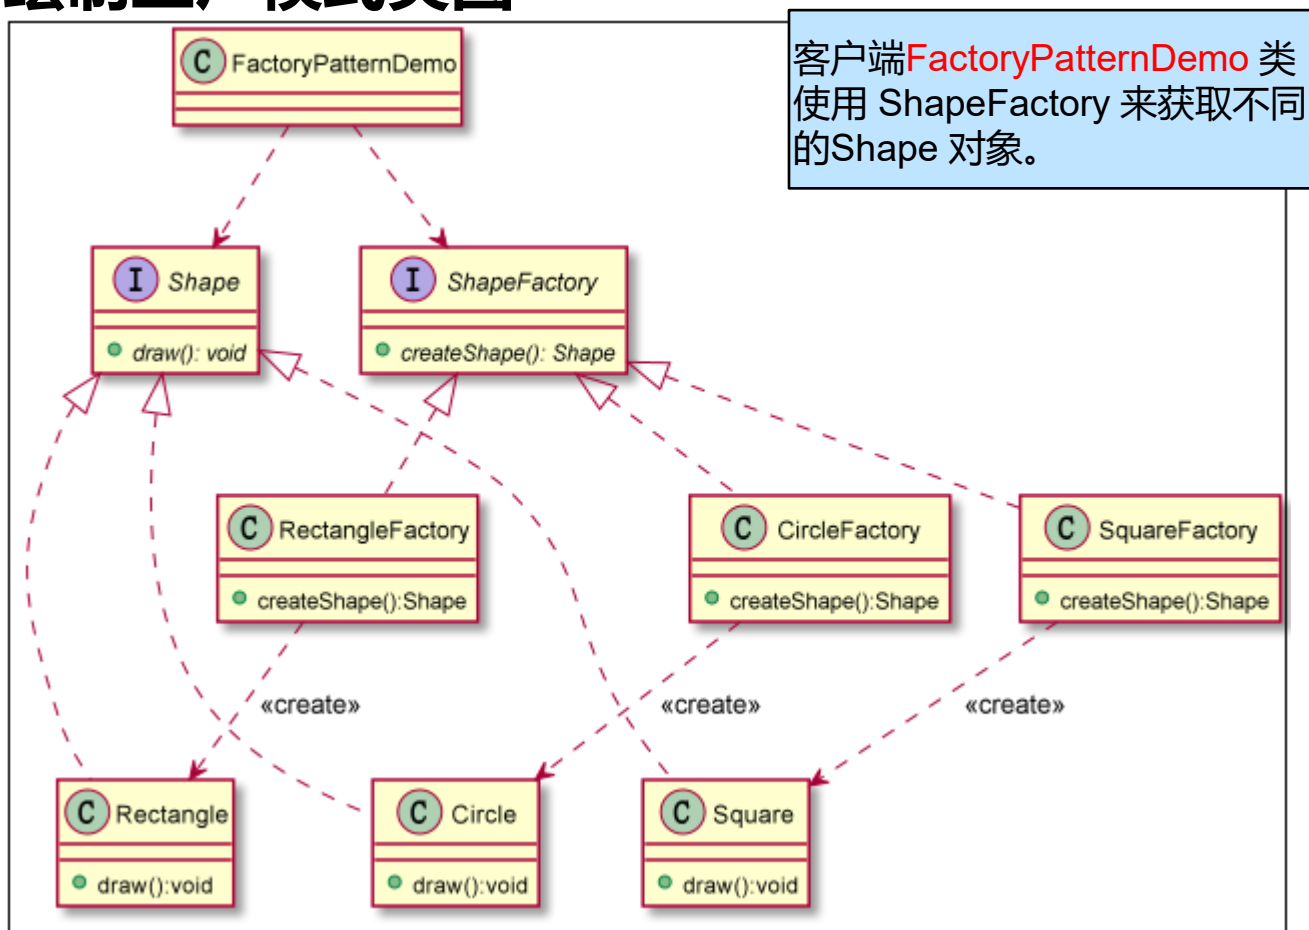 C FactoryPatternDemo
客户端FactoryPatternDemo 类
使用 ShapeFactory 来获取不同
的Shape 对象。
I Shape
draw(): void
I ShapeFactory
createShape(): Shape
C RectangleFactory
createShape():Shape
C CircleFactory
createShape():Shape
C SquareFactory
createShape():Shape
«create»
«create»
«create»
C Rectangle
draw():void
C Circle
draw():void
C Square
draw():void